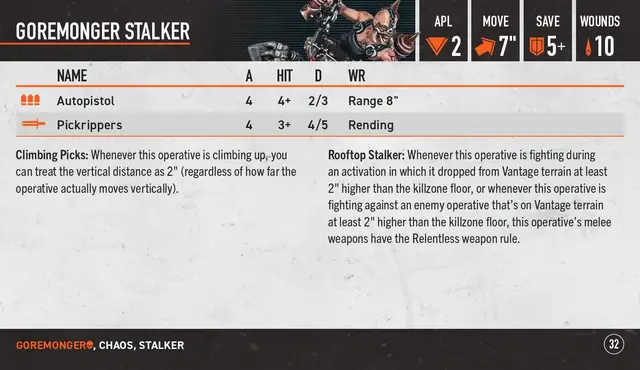 GOREMONGER STALKER
APL MOVE SAVE WOUNDS
2 7" 5+ 10
NAME A HIT D WR
Autopistol 4 4+ 2/3 Range 8"
Pickrippers 4 3+ 4/5 Rending
Climbing Picks: Whenever this operative is climbing up, you
can treat the vertical distance as 2" (regardless of how far the
operative actually moves vertically).
Rooftop Stalker: Whenever this operative is fighting during
an activation in which it dropped from Vantage terrain at least
2" higher than the killzone floor, or whenever this operative is
fighting against an enemy operative that's on Vantage terrain
at least 2" higher than the killzone floor, this operative's melee
weapons have the Relentless weapon rule.
GOREMONGER, CHAOS, STALKER
32